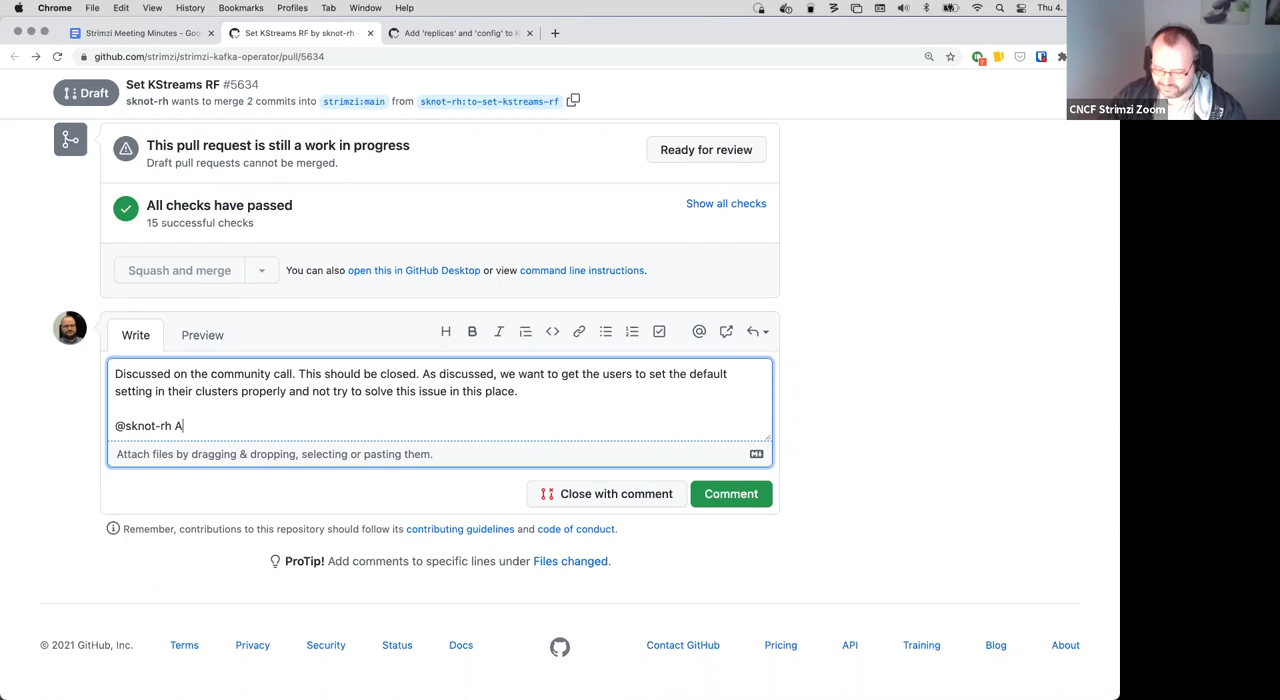 Chrome File Edit View History Bookmarks Profiles Tab Window Help Thu 4.
Strimzi Meeting Minutes - Goo
Set KStreams RF by sknot-rh
Add 'replicas' and 'config' to K
github.com/strimzi/strimzi-kafka-operator/pull/5634
CNCF Strimzi Zoom
Draft
Set KStreams RF #5634
sknot-rh wants to merge 2 commits into strimzi:main from sknot-rh:to-set-kstreams-rf
This pull request is still a work in progress
Draft pull requests cannot be merged.
Ready for review
All checks have passed
15 successful checks
Show all checks
Squash and merge
You can also open this in GitHub Desktop or view command line instructions.
Write Preview
Discussed on the community call. This should be closed. As discussed, we want to get the users to set the default
setting in their clusters properly and not try to solve this issue in this place.
@sknot-rh A
Attach files by dragging & dropping, selecting or pasting them.
Close with comment
Comment
Remember, contributions to this repository should follow its contributing guidelines and code of conduct.
ProTip! Add comments to specific lines under Files changed.
© 2021 GitHub, Inc. Terms Privacy Security Status Docs Contact GitHub Pricing API Training Blog About